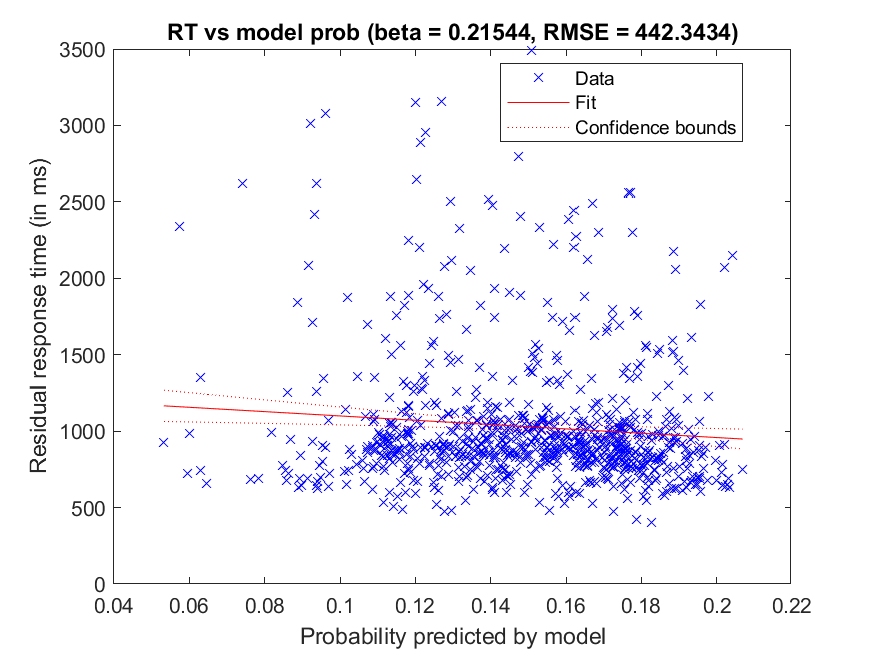 RT vs model prob (beta = 0.21544, RMSE = 442.3434)
3500
3000
2500
2000
1500
1000
500
0
Residual response time (in ms)
Data
Fit
Confidence bounds
0.04 0.06 0.08 0.1 0.12 0.14 0.16 0.18 0.2 0.22
Probability predicted by model